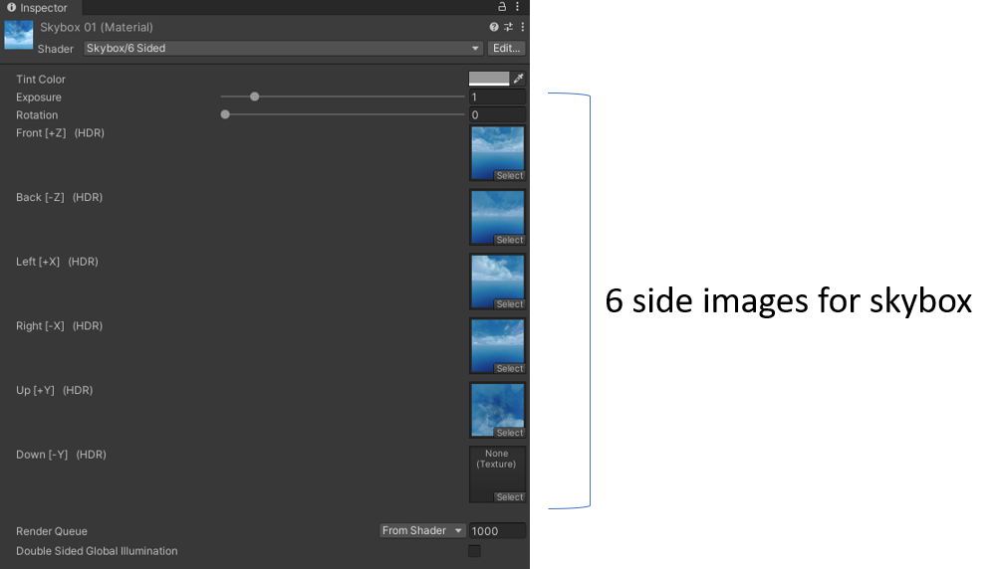 Inspector
Skybox 01 (Material)
Shader Skybox/6 Sided Edit...
Tint Color
Exposure 1
Rotation 0
Front [+Z] (HDR)
Select
Back [-Z] (HDR)
Select
Left [+X] (HDR)
Select
6 side images for skybox
Right [-X] (HDR)
Select
Up [+Y] (HDR)
Select
Down [-Y] (HDR)
None
(Texture)
Select
Render Queue From Shader 1000
Double Sided Global Illumination